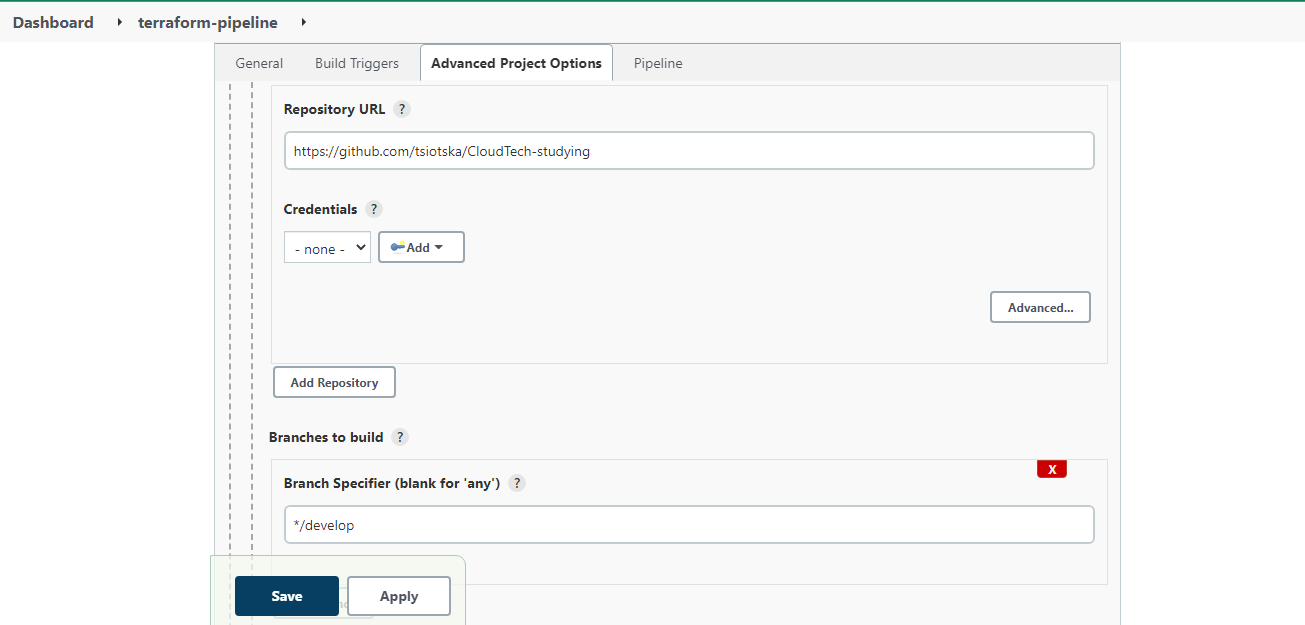 Dashboard terraform-pipeline
General Build Triggers Advanced Project Options Pipeline
Repository URL ?
https://github.com/tsiotska/CloudTech-studying
Credentials ?
- none - Add
Advanced...
Add Repository
Branches to build ?
X
Branch Specifier (blank for 'any') ?
*/develop
Save Apply